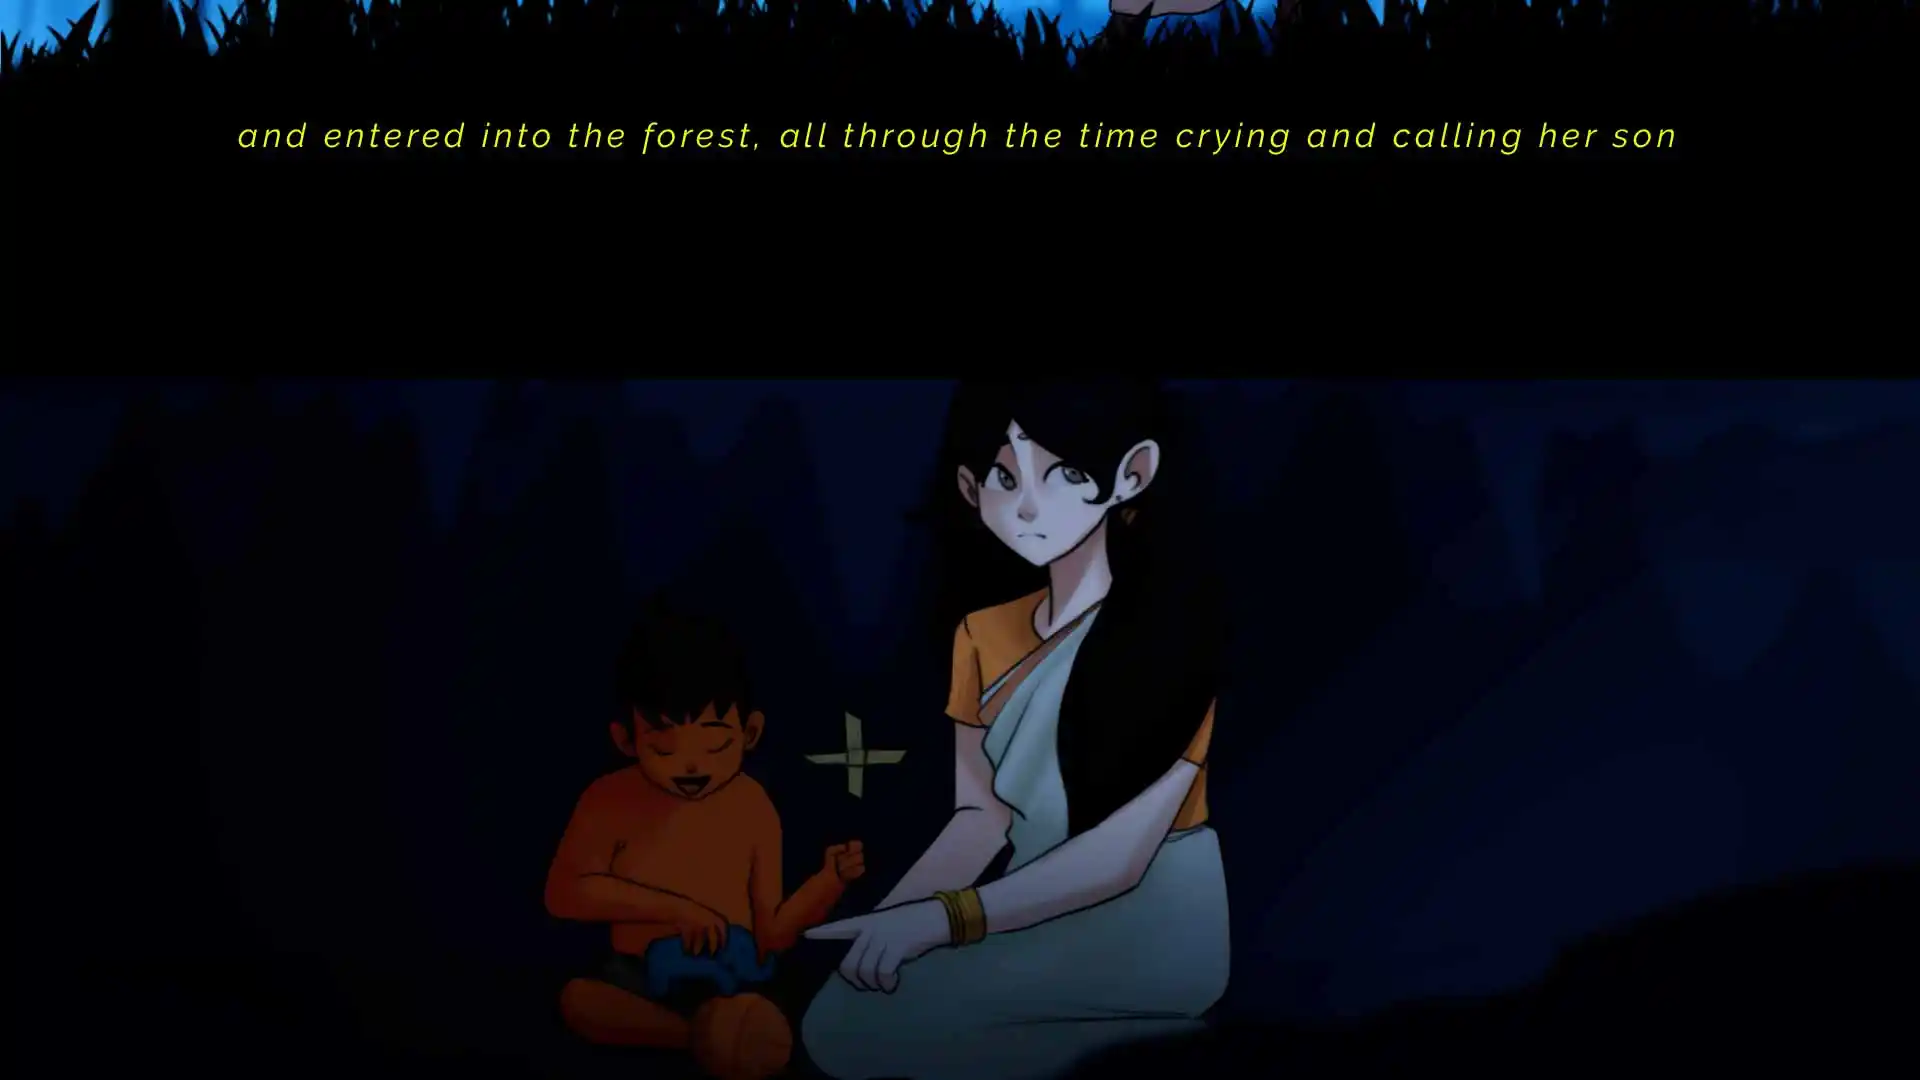 and entered into the forest, all through the time crying and calling her son